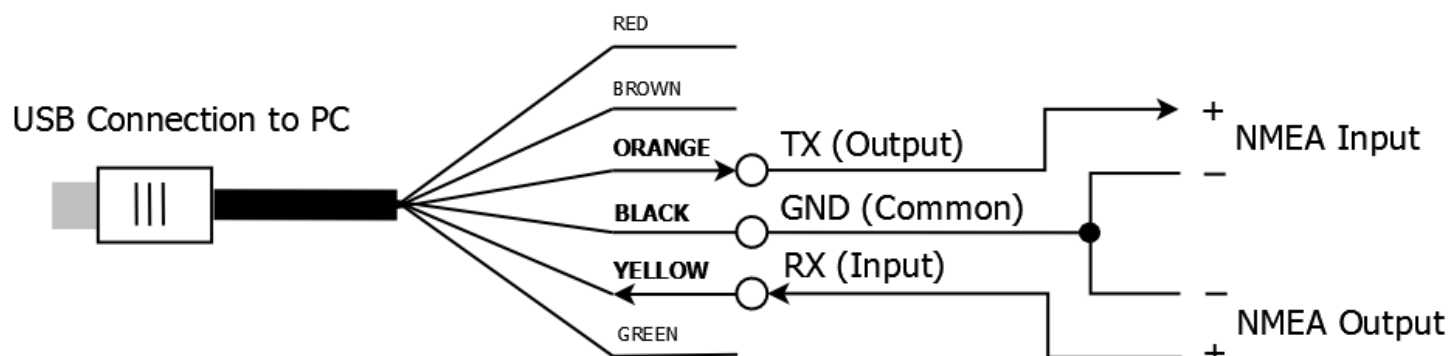 RED
BROWN
USB Connection to PC
ORANGE
TX (Output)
+
NMEA Input
−
BLACK
GND (Common)
YELLOW
RX (Input)
−
NMEA Output
+
GREEN